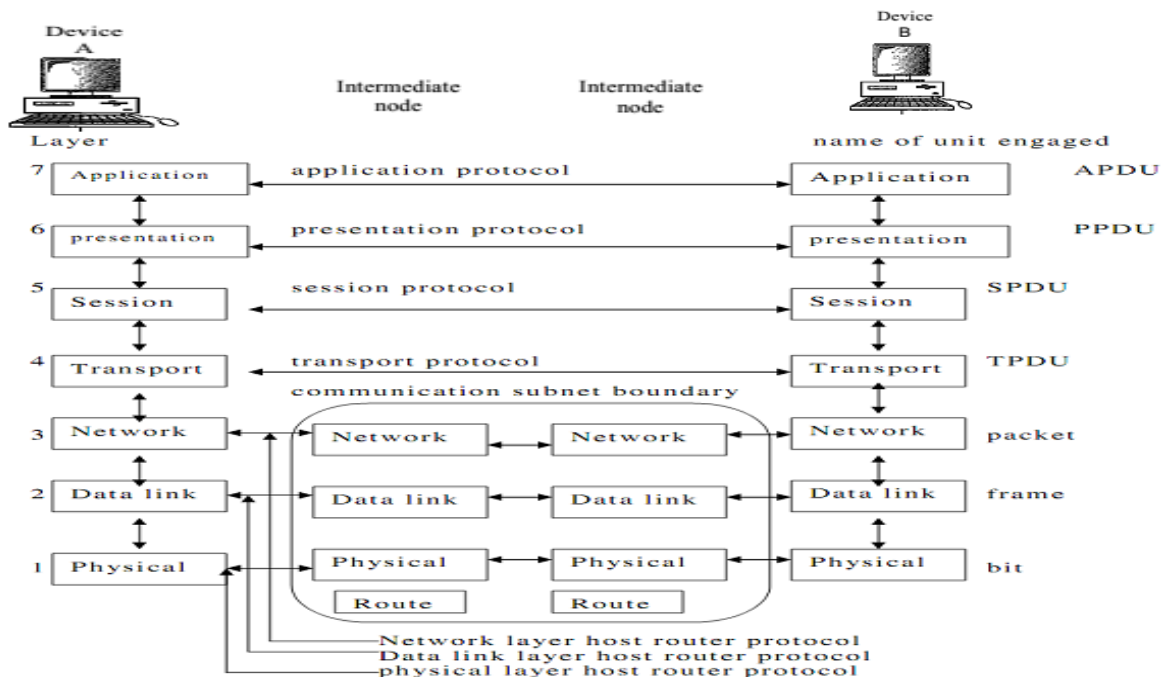 Device
A
Device
B
Intermediate
node
Intermediate
node
Layer
name of unit engaged
7
Application
application protocol
Application
APDU
6
presentation
presentation protocol
presentation
PPDU
5
Session
session protocol
Session
SPDU
4
Transport
transport protocol
Transport
TPDU
communication subnet boundary
3
Network
Network
Network
Network
packet
2
Data link
Data link
Data link
Data link
frame
1
Physical
Physical
Physical
Physical
bit
Route
Route
Network layer host router protocol
Data link layer host router protocol
physical layer host router protocol